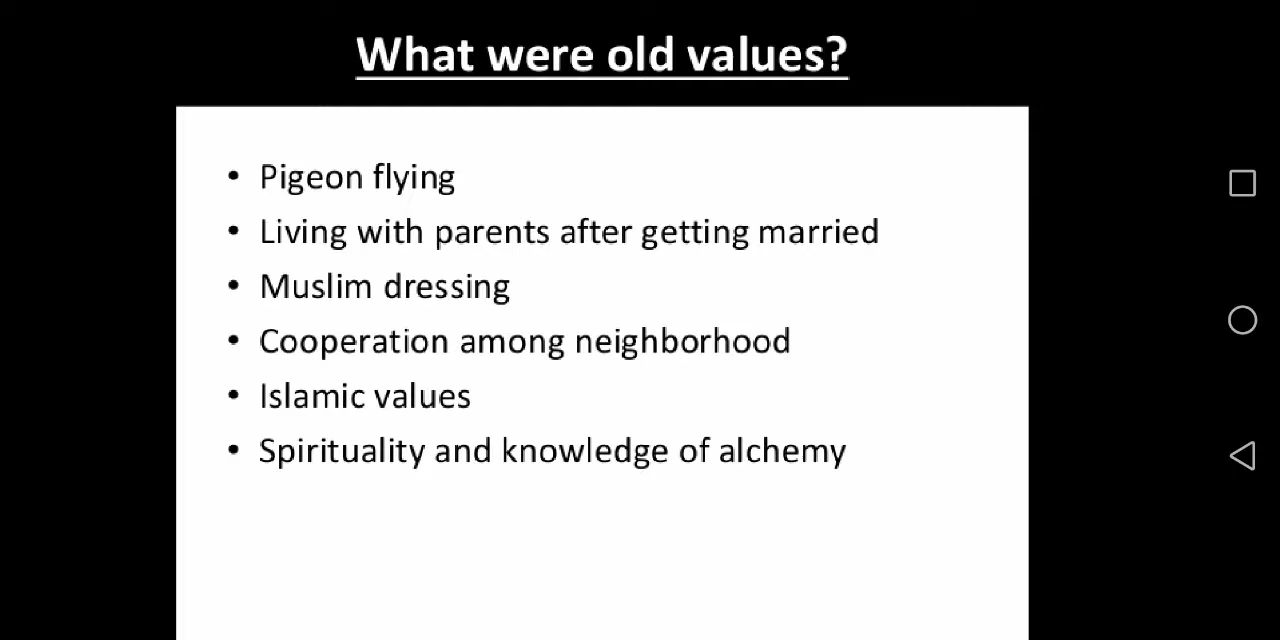 What were old values?
• Pigeon flying
• Living with parents after getting married
• Muslim dressing
• Cooperation among neighborhood
• Islamic values
• Spirituality and knowledge of alchemy